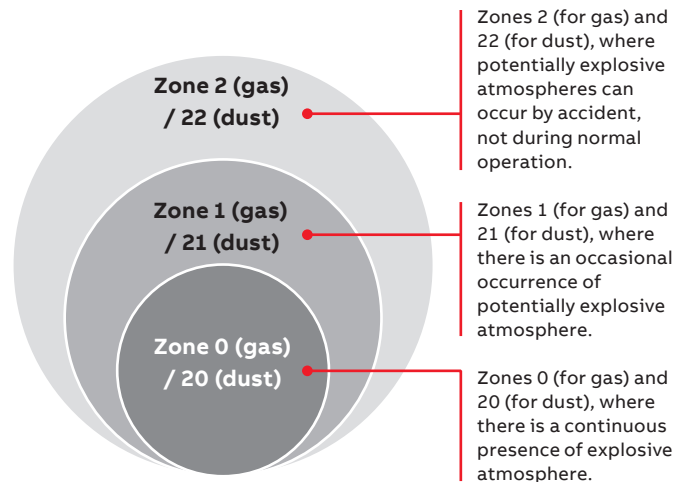 Zone 2 (gas)
/ 22 (dust)
Zones 2 (for gas) and
22 (for dust), where
potentially explosive
atmospheres can
occur by accident,
not during normal
operation.
Zone 1 (gas)
/ 21 (dust)
Zones 1 (for gas) and
21 (for dust), where
there is an occasional
occurrence of
potentially explosive
atmosphere.
Zone 0 (gas)
/ 20 (dust)
Zones 0 (for gas) and
20 (for dust), where
there is a continuous
presence of explosive
atmosphere.